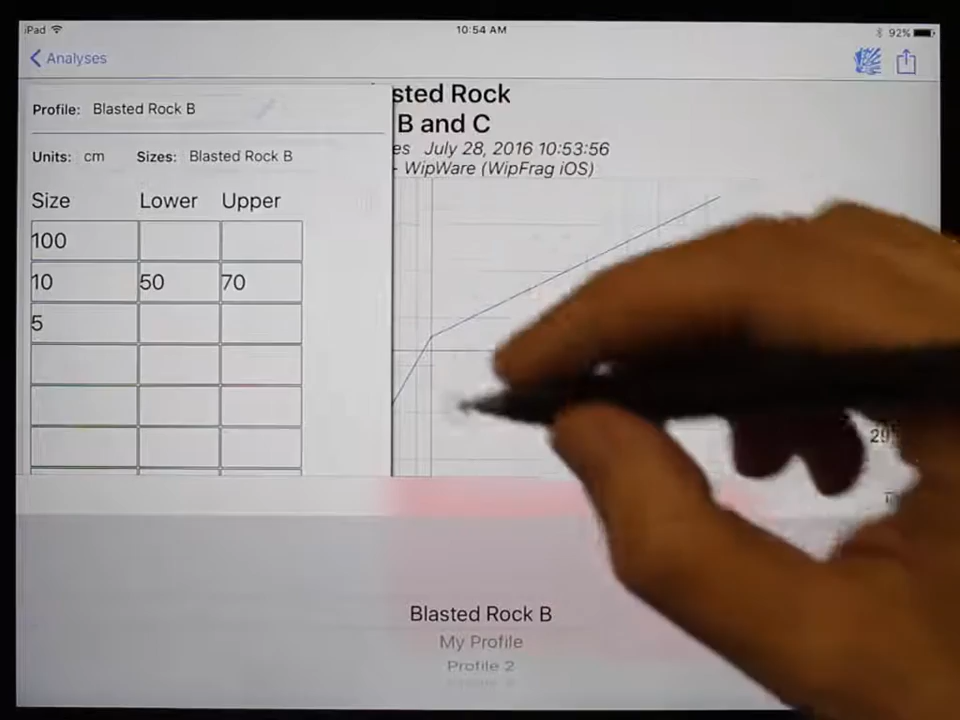 iPad 10:54 AM 92%
Analyses
Profile: Blasted Rock B
Units: cm Sizes: Blasted Rock B
Size Lower Upper
100
10 50 70
5
sted Rock
B and C
es July 28, 2016 10:53:56
- WipWare (WipFrag iOS)
Blasted Rock B
My Profile
Profile 2